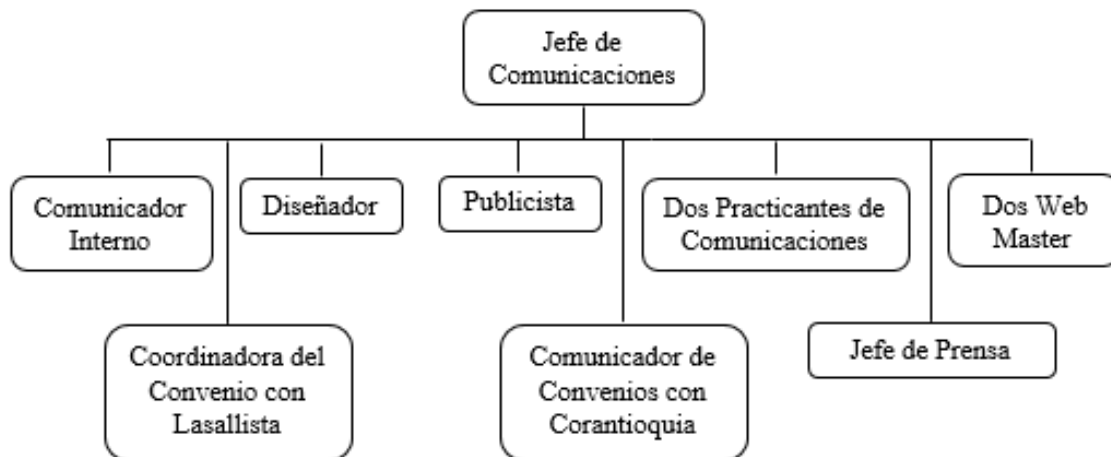 Jefe de
Comunicaciones
Comunicador
Interno
Diseñador
Publicista
Dos Practicantes de
Comunicaciones
Dos Web
Master
Coordinadora del
Convenio con
Lasallista
Comunicador de
Convenios con
Corantioquia
Jefe de Prensa